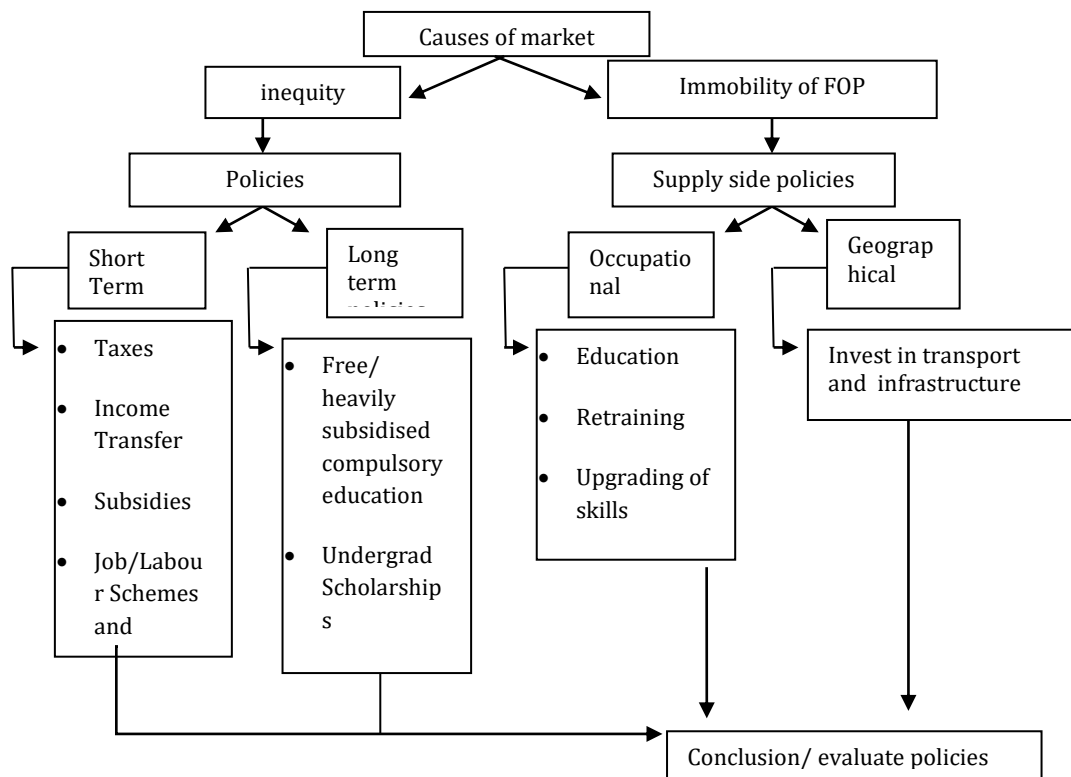 Causes of market
inequity
Immobility of FOP
Policies
Supply side policies
Short
Term
Long
term
policies
Occupatio
nal
Geograp
hical
• Taxes
• Income
Transfer
• Subsidies
• Job/Labou
r Schemes
and
• Free/
heavily
subsidised
compulsory
education
• Undergrad
Scholarship
s
• Education
• Retraining
• Upgrading of
skills
Invest in transport
and infrastructure
Conclusion/ evaluate policies